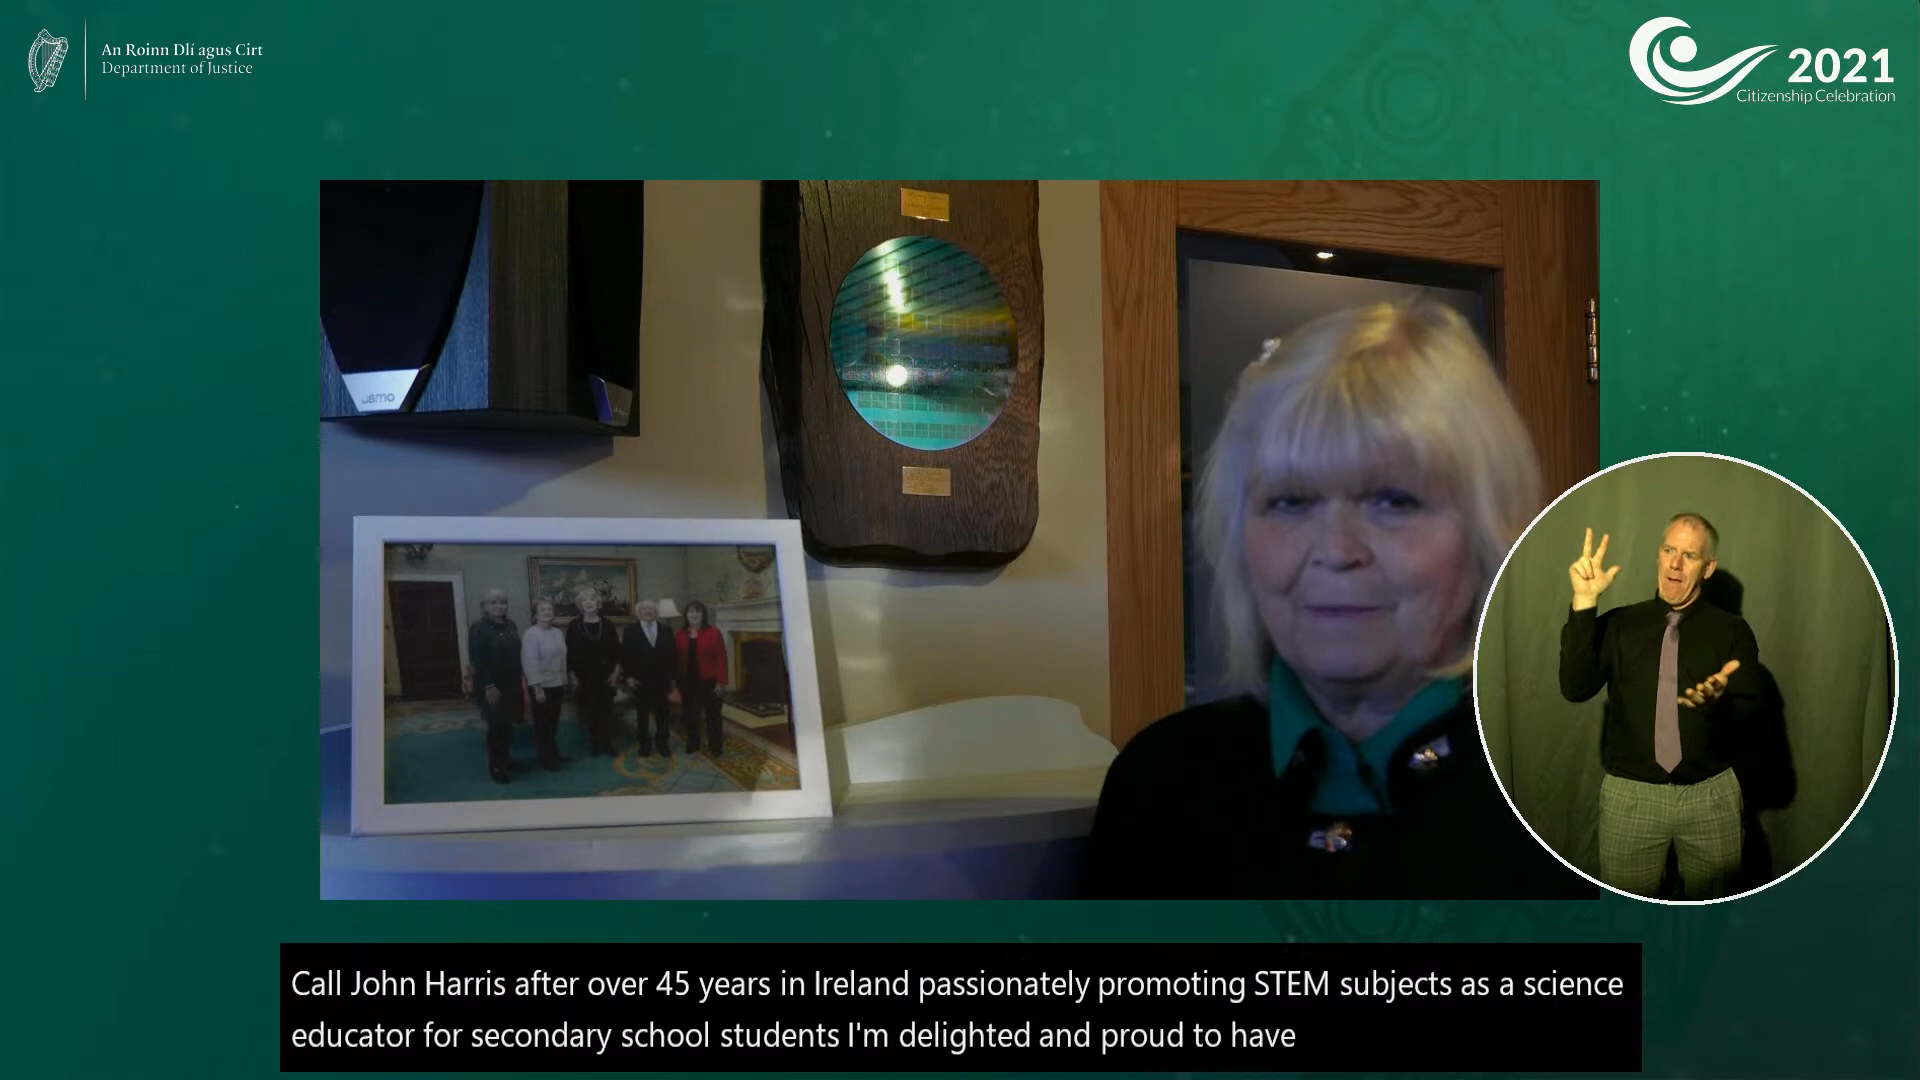 An Roinn Dlí agus Cirt
Department of Justice
2021
Citizenship Celebration
Jamo
Call John Harris after over 45 years in Ireland passionately promoting STEM subjects as a science
educator for secondary school students I'm delighted and proud to have